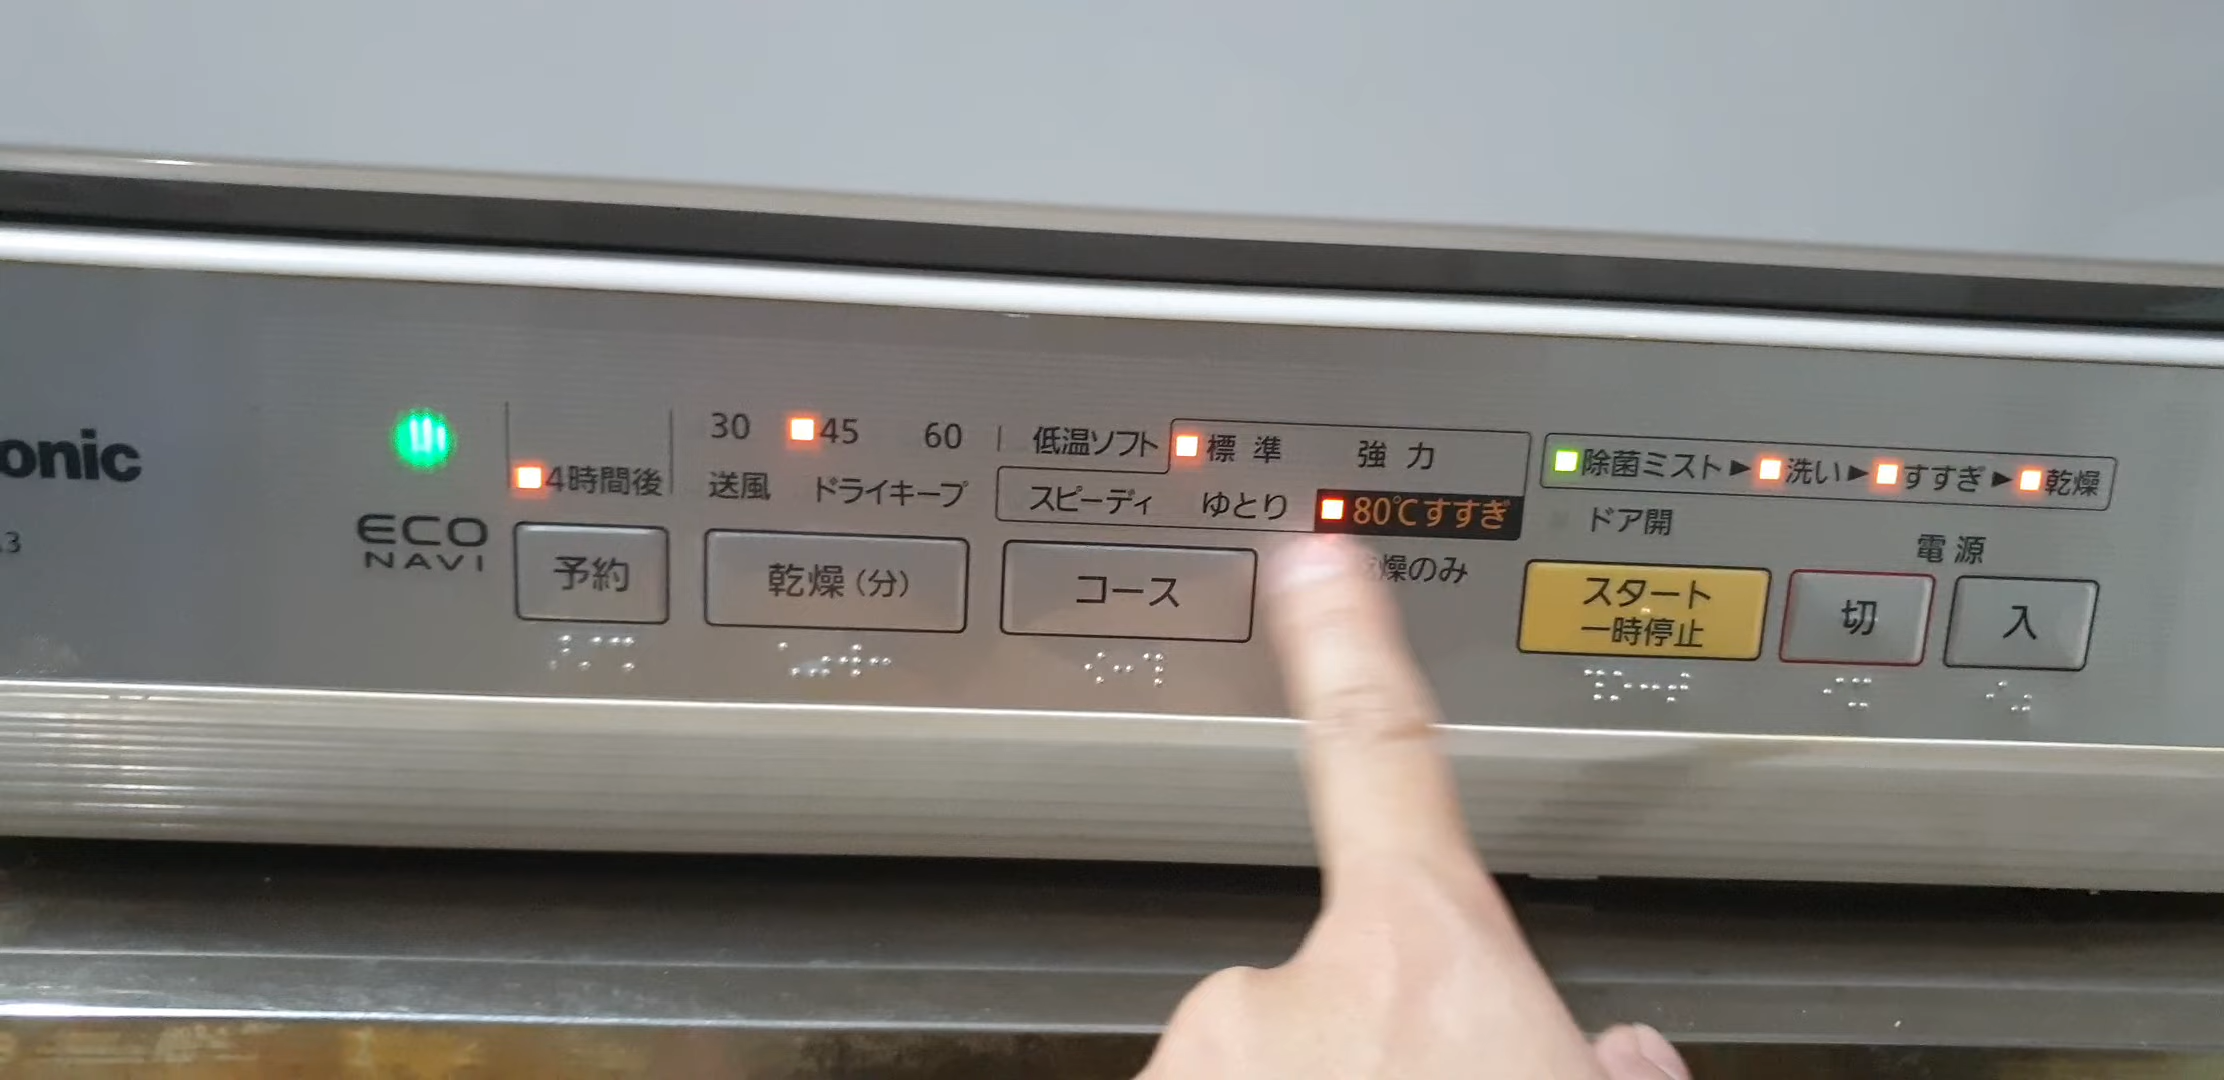 onic
.3
ECO
NAVI
4時間後
予約
30 45 60
送風 ドライキープ
乾燥(分)
低温ソフト 標準 強力
スピーディ ゆとり 80℃すすぎ
燥のみ
コース
除菌ミスト▶洗い▶すすぎ▶乾燥
ドア開
電源
スタート
一時停止
切
入